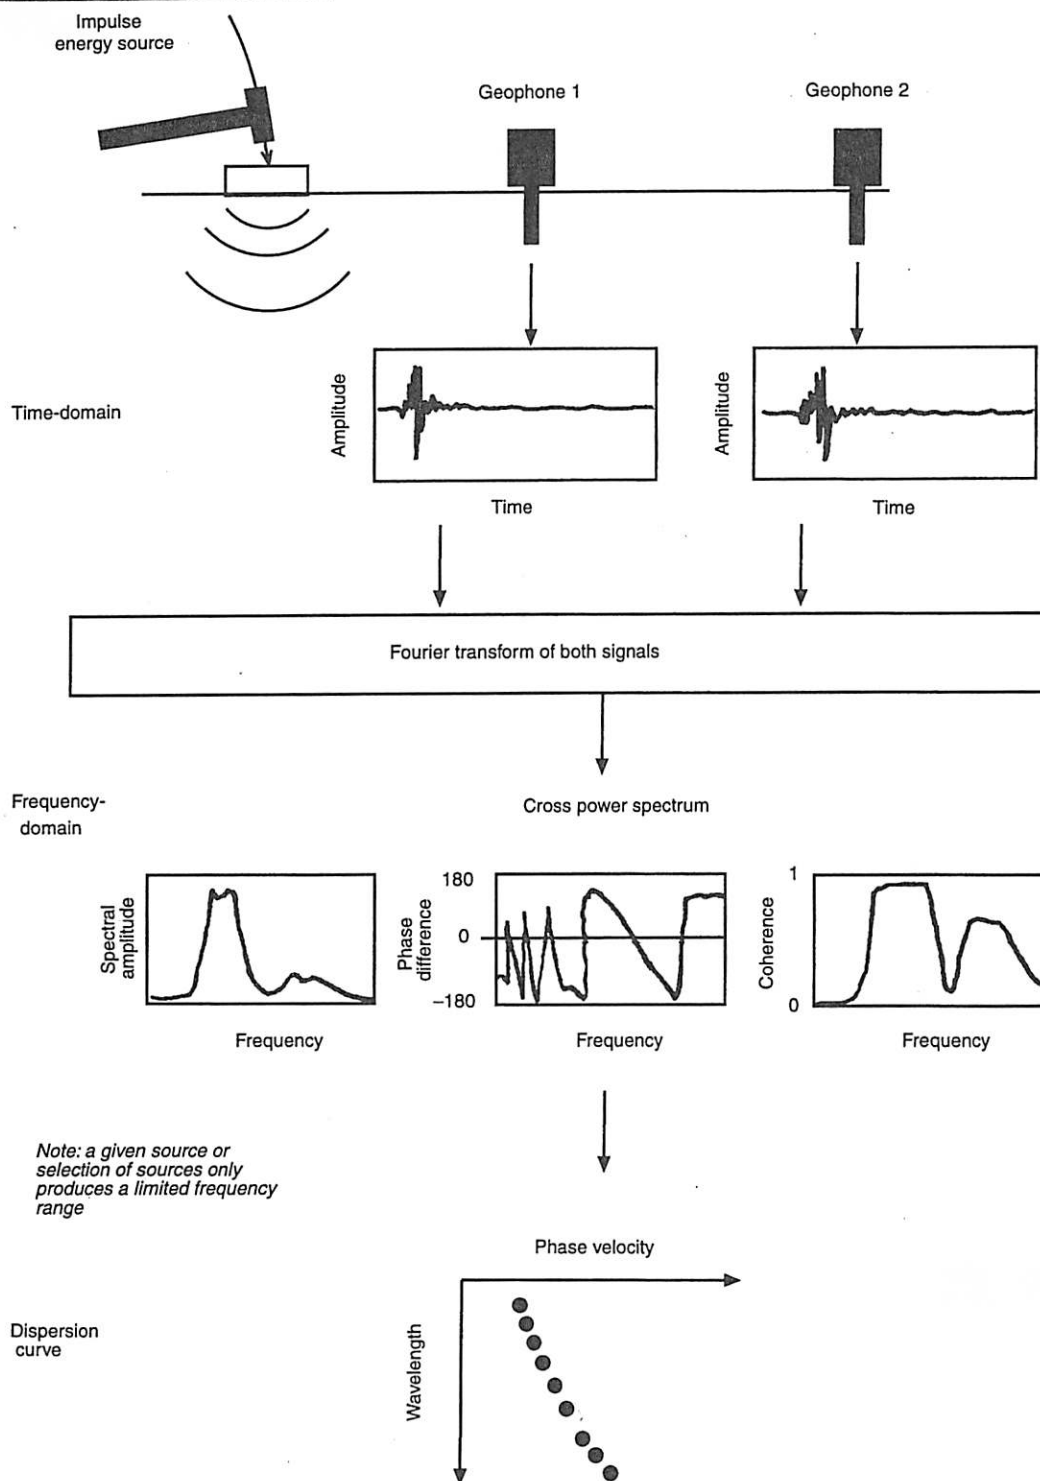 Impulse
energy source
Geophone 1
Geophone 2
Time-domain
Amplitude
Time
Amplitude
Time
Fourier transform of both signals
Frequency-
domain
Cross power spectrum
Spectral
amplitude
Frequency
Phase
difference
180
0
–180
Frequency
Coherence
1
0
Frequency
Note: a given source or
selection of sources only
produces a limited frequency
range
Phase velocity
Dispersion
curve
Wavelength